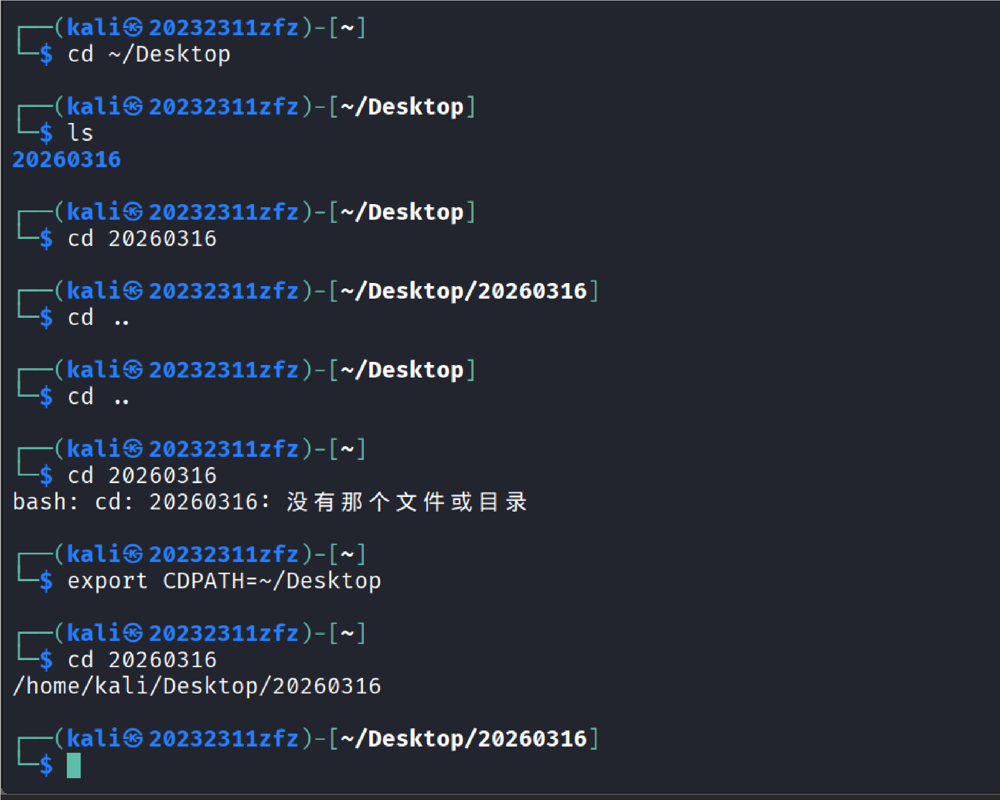 ┌──(kali㉿20232311zfz)-[~]
└─$ cd ~/Desktop
┌──(kali㉿20232311zfz)-[~/Desktop]
└─$ ls
20260316
┌──(kali㉿20232311zfz)-[~/Desktop]
└─$ cd 20260316
┌──(kali㉿20232311zfz)-[~/Desktop/20260316]
└─$ cd ..
┌──(kali㉿20232311zfz)-[~/Desktop]
└─$ cd ..
┌──(kali㉿20232311zfz)-[~]
└─$ cd 20260316
bash: cd: 20260316: 没有那个文件或目录
┌──(kali㉿20232311zfz)-[~]
└─$ export CDPATH=~/Desktop
┌──(kali㉿20232311zfz)-[~]
└─$ cd 20260316
/home/kali/Desktop/20260316
┌──(kali㉿20232311zfz)-[~/Desktop/20260316]
└─$